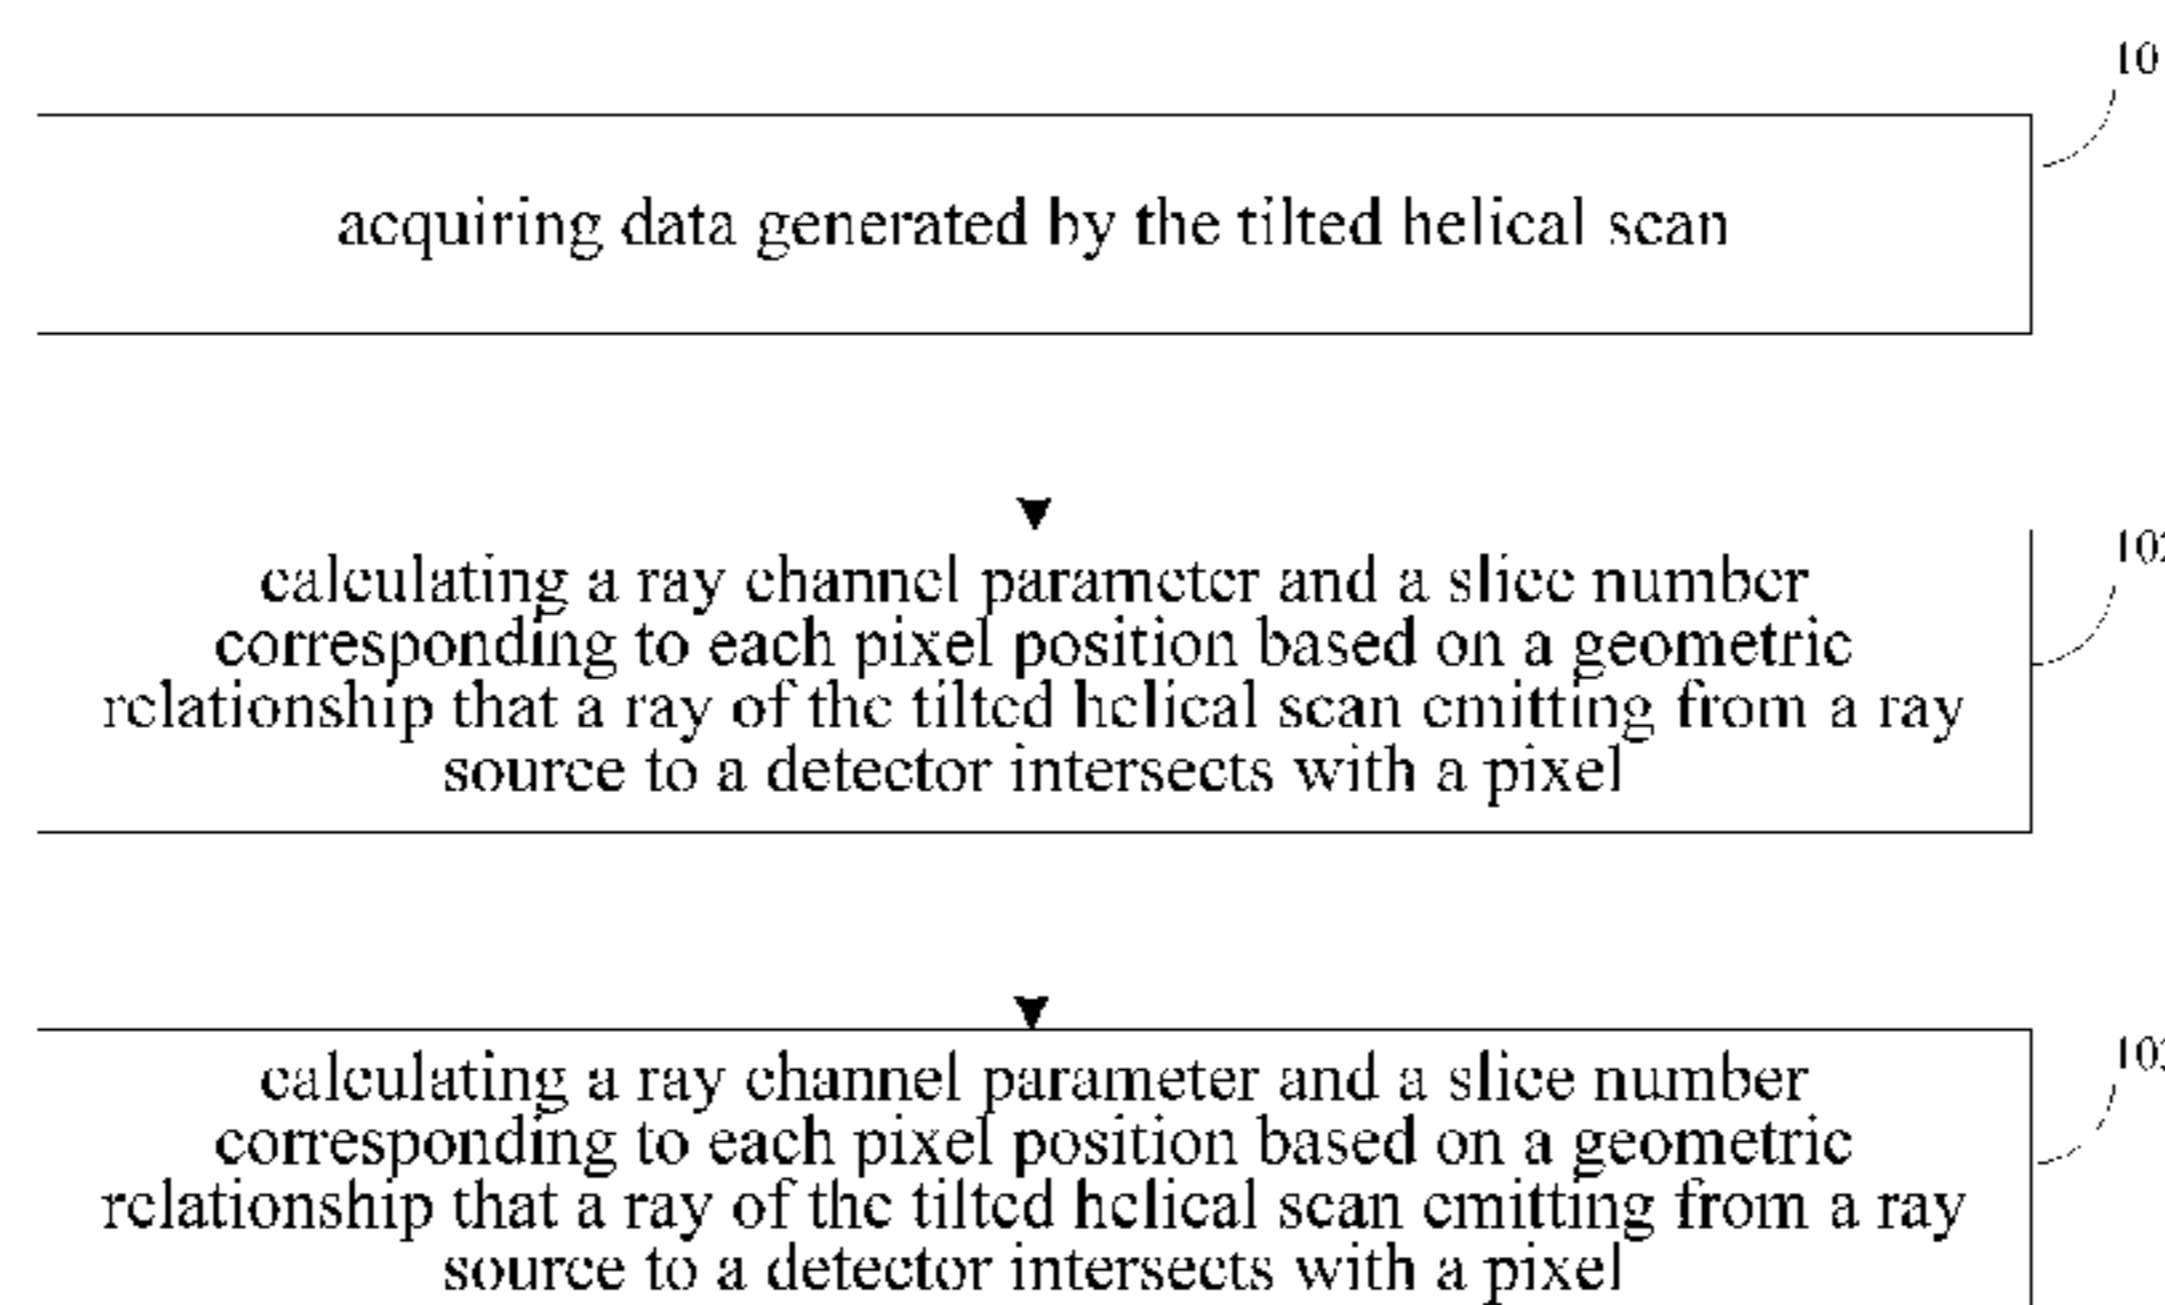 10
acquiring data generated by the tilted helical scan
102
calculating a ray channel parameter and a slice number
corresponding to each pixel position based on a geometric
relationship that a ray of the tilted helical scan emitting from a ray
source to a detector intersects with a pixel
103
calculating a ray channel parameter and a slice number
corresponding to each pixel position based on a geometric
relationship that a ray of the tilted helical scan emitting from a ray
source to a detector intersects with a pixel